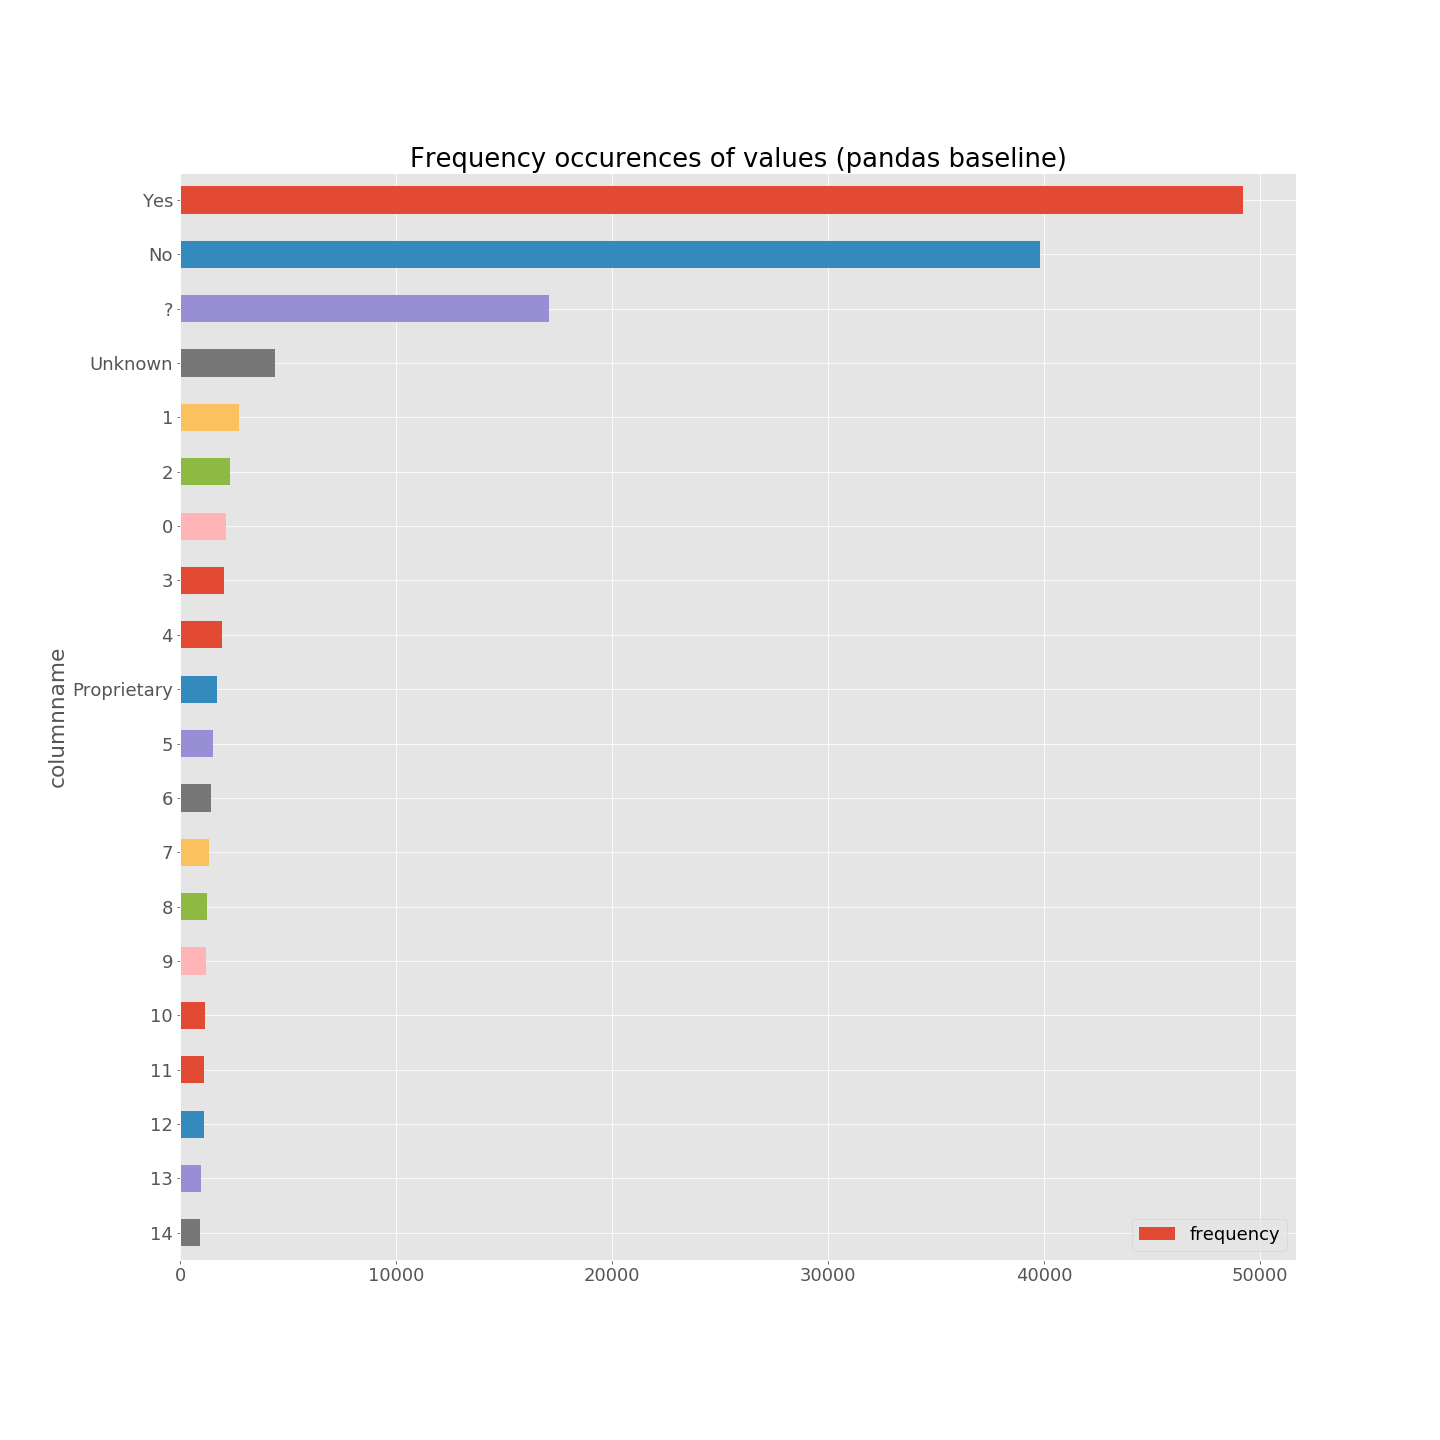 Frequency occurences of values (pandas baseline)
columnname
Yes
No
?
Unknown
1
2
0
3
4
Proprietary
5
6
7
8
9
10
11
12
13
14
frequency
0 10000 20000 30000 40000 50000